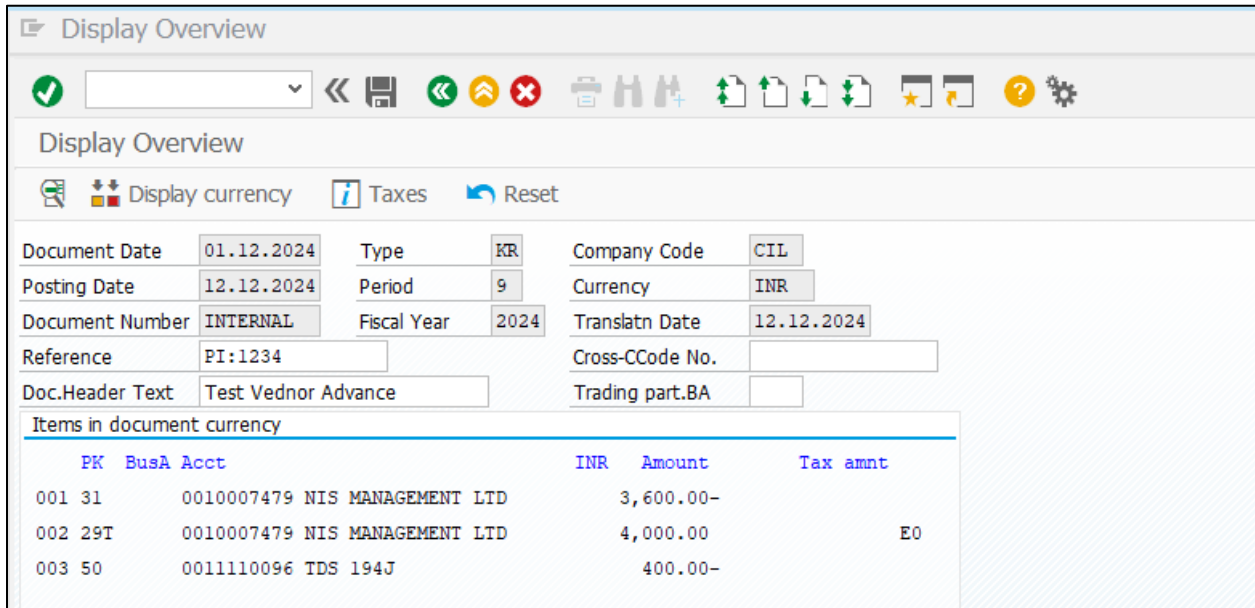 Display Overview
Display Overview
Display currency Taxes Reset
Document Date 01.12.2024 Type KR Company Code CIL
Posting Date 12.12.2024 Period 9 Currency INR
Document Number INTERNAL Fiscal Year 2024 Translatn Date 12.12.2024
Reference PI:1234 Cross-CCode No.
Doc.Header Text Test Vednor Advance Trading part.BA
Items in document currency
PK BusA Acct INR Amount Tax amnt
001 31 0010007479 NIS MANAGEMENT LTD 3,600.00-
002 29T 0010007479 NIS MANAGEMENT LTD 4,000.00 E0
003 50 0011110096 TDS 194J 400.00-